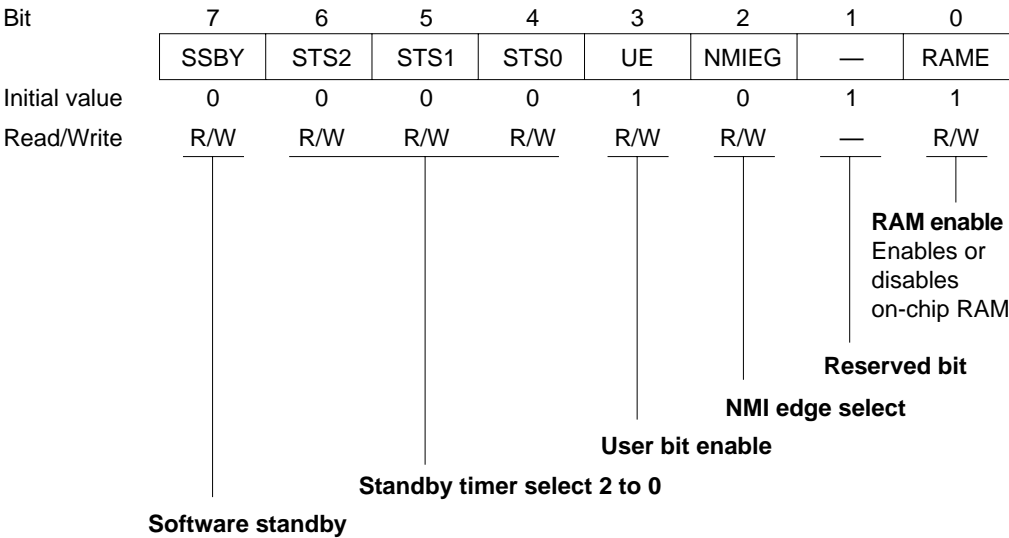 Bit 7 6 5 4 3 2 1 0
SSBY STS2 STS1 STS0 UE NMIEG — RAME
Initial value 0 0 0 0 1 0 1 1
Read/Write R/W R/W R/W R/W R/W R/W — R/W
RAM enable
Enables or
disables
on-chip RAM
Reserved bit
NMI edge select
User bit enable
Standby timer select 2 to 0
Software standby